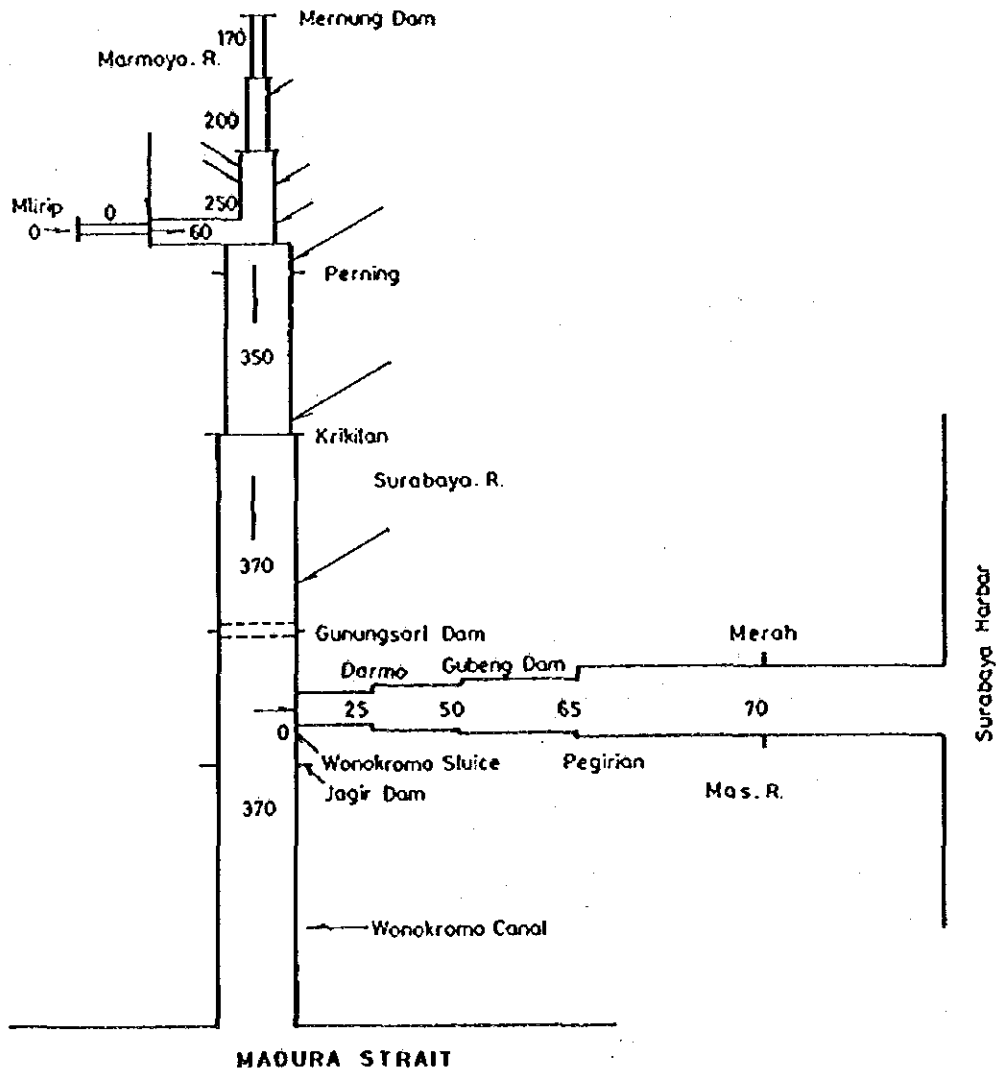 Mernung Dam
170
Marmoyo. R.
200
250
Mlirip
0
0
60
Perning
350
Krikilan
Surabaya. R.
370
Gunungsari Dam
Merah
Darmo
Gubeng Dam
25
50
65
70
0
Wonokromo Sluice
Pegirian
Jagir Dam
Mas. R.
370
Surabaya Harbar
Wonokromo Canal
MADURA STRAIT